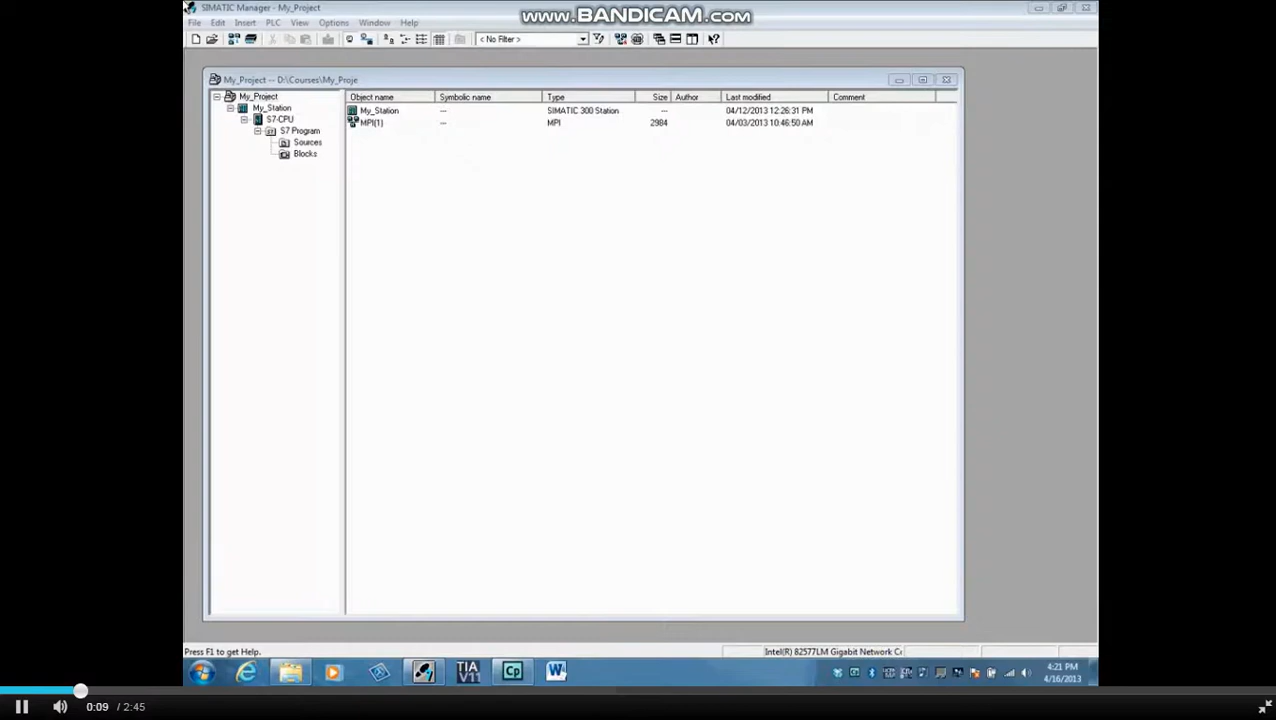 SIMATIC Manager - My_Project
www.BANDICAM.com
File Edit Insert PLC View Options Window Help
< No Filter >
My_Project -- D:\Courses\My_Proje
My_Project
My_Station
S7-CPU
S7 Program
Sources
Blocks
Object name Symbolic name Type Size Author Last modified Comment
My_Station --- SIMATIC 300 Station --- 04/12/2013 12:26:31 PM
MPI(1) --- MPI 2984 04/03/2013 10:46:50 AM
Press F1 to get Help.
Intel(R) 82577LM Gigabit Network Co
TIA V11
Cp
W
4:21 PM
4/16/2013
0:09 / 2:45